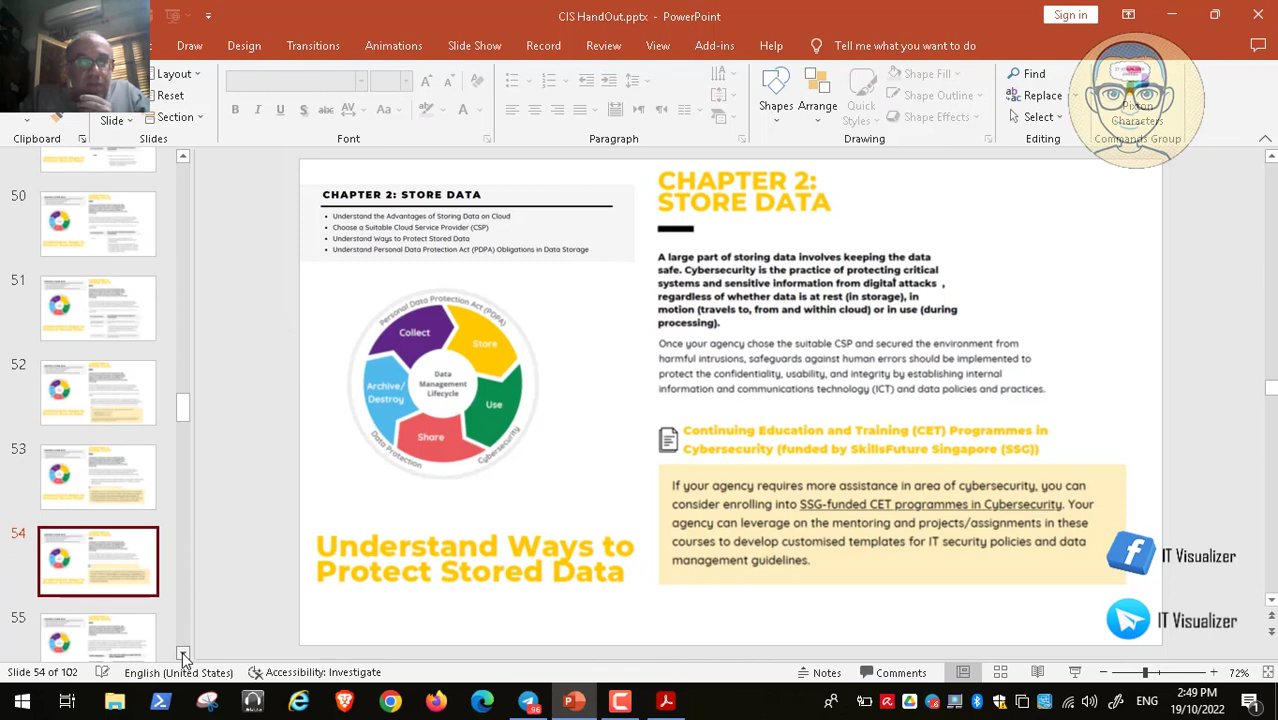 CIS HandOut.pptx - PowerPoint
Sign in
Draw
Design
Transitions
Animations
Slide Show
Record
Review
View
Add-ins
Help
Tell me what you want to do
Layout
Reset
Slide
Section
Clipboard
Slides
B I U S abc AV Aa A
Font
Paragraph
Shapes
Arrange
Quick
Styles
Shape Fill
Shape Outline
Shape Effects
Drawing
Find
Replace
Select
Editing
Pixton
Characters
Commands Group
50
51
52
53
54
55
CHAPTER 2: STORE DATA
• Understand the Advantages of Storing Data on Cloud
• Choose a Suitable Cloud Service Provider (CSP)
• Understand Ways to Protect Stored Data
• Understand Personal Data Protection Act (PDPA) Obligations in Data Storage
Personal Data Protection Act (PDPA)
Collect
Store
Archive/
Destroy
Data
Management
Lifecycle
Use
Share
Data Protection
Cybersecurity
Understand Ways to
Protect Stored Data
CHAPTER 2:
STORE DATA
A large part of storing data involves keeping the data
safe. Cybersecurity is the practice of protecting critical
systems and sensitive information from digital attacks ,
regardless of whether data is at rest (in storage), in
motion (travels to, from and within cloud) or in use (during
processing).
Once your agency chose the suitable CSP and secured the environment from
harmful intrusions, safeguards against human errors should be implemented to
protect the confidentiality, usability, and integrity by establishing internal
information and communications technology (ICT) and data policies and practices.
Continuing Education and Training (CET) Programmes in
Cybersecurity (funded by SkillsFuture Singapore (SSG))
If your agency requires more assistance in area of cybersecurity, you can
consider enrolling into SSG-funded CET programmes in Cybersecurity. Your
agency can leverage on the mentoring and projects/assignments in these
courses to develop customised templates for IT security policies and data
management guidelines.
IT Visualizer
IT Visualizer
Slide 54 of 102
English (United States)
Accessibility: Investigate
Notes
Comments
72%
96
ENG
2:49 PM
19/10/2022